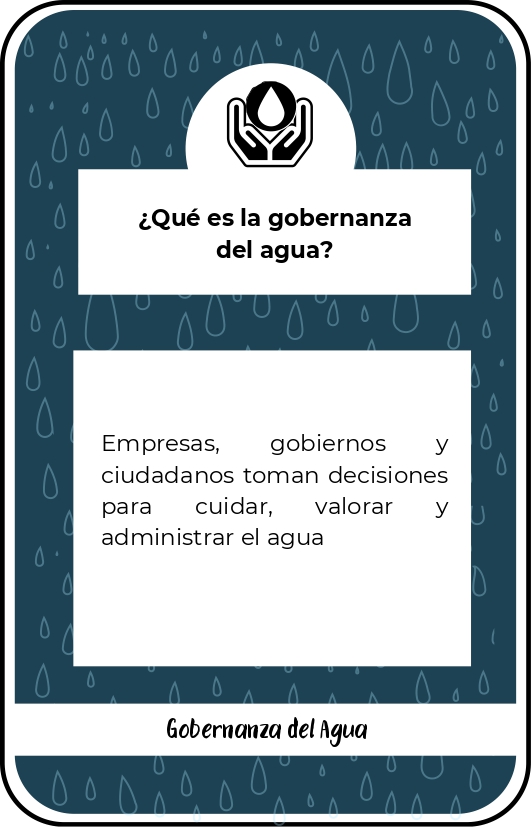 ¿Qué es la gobernanza
del agua?
Empresas, gobiernos y
ciudadanos toman decisiones
para cuidar, valorar y
administrar el agua
Gobernanza del Agua